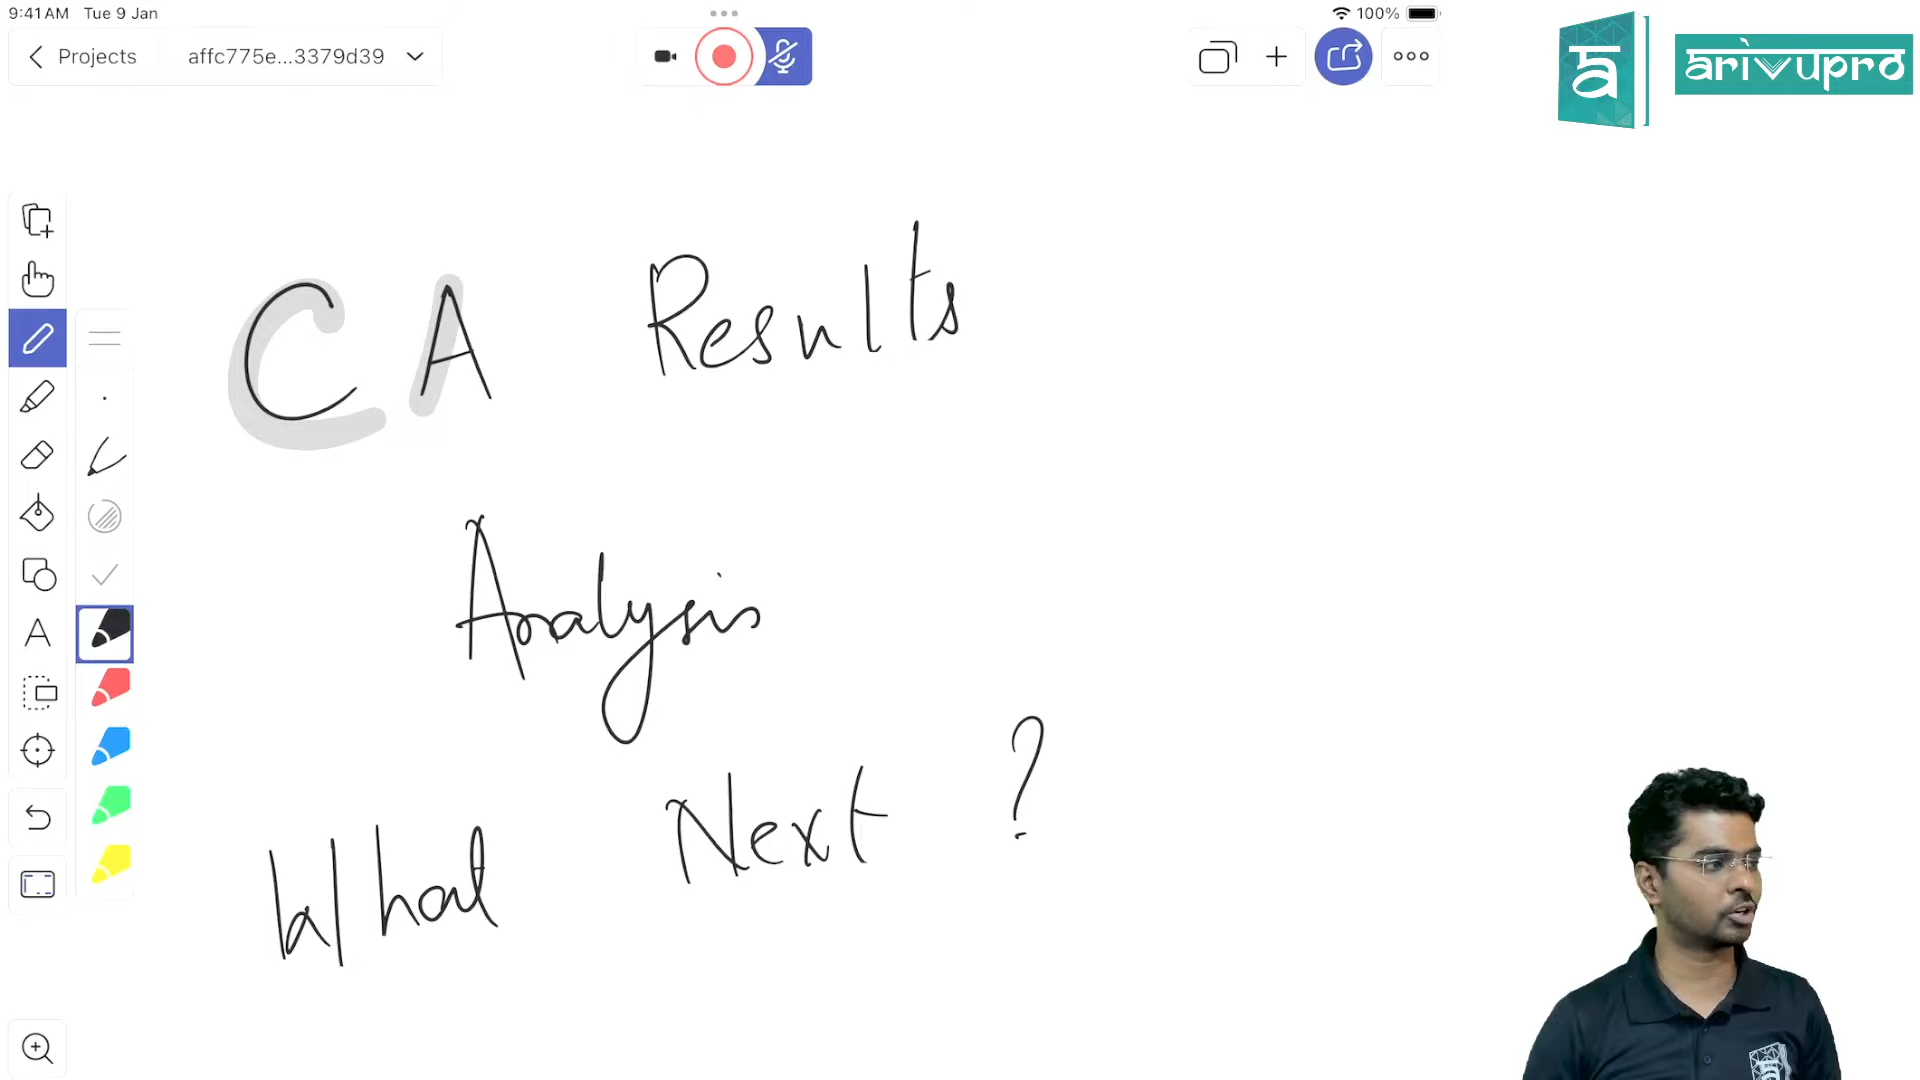 9:41 AM Tue 9 Jan
100%
Projects
affc775e...3379d39
arivupro
CA Results
Analysis
What Next ?
A